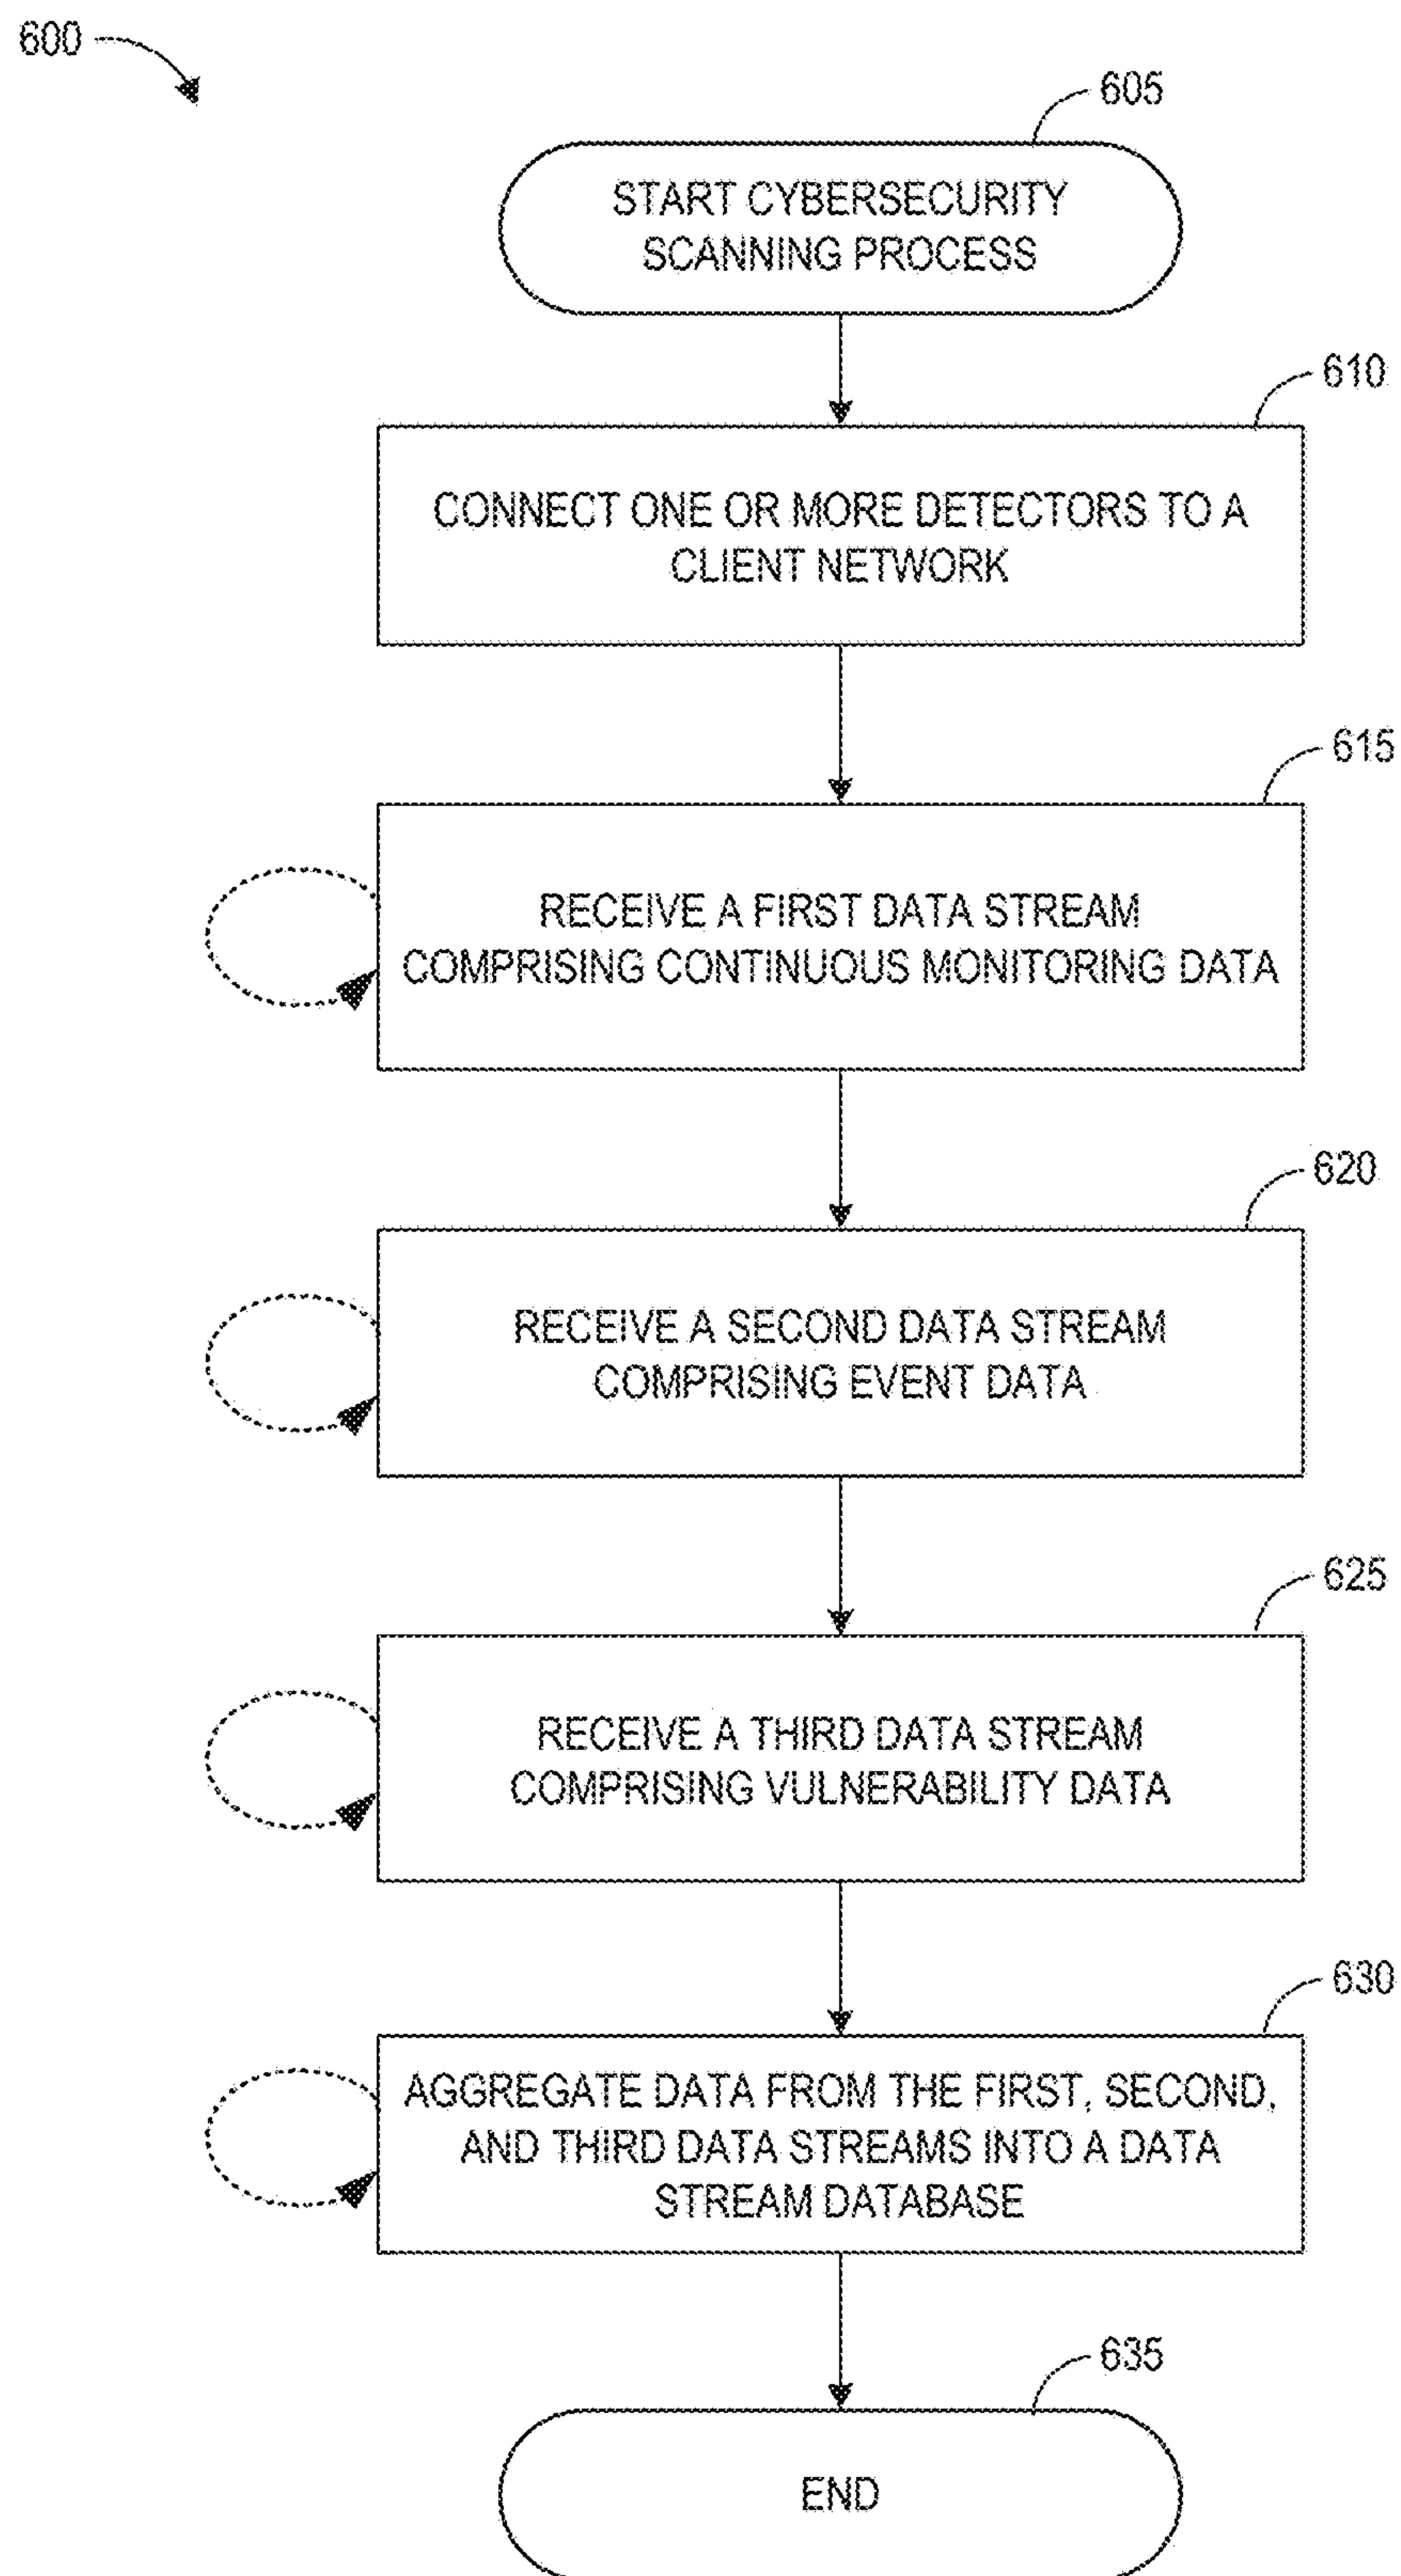 600
605
START CYBERSECURITY
SCANNING PROCESS
610
CONNECT ONE OR MORE DETECTORS TO A
CLIENT NETWORK
615
RECEIVE A FIRST DATA STREAM
COMPRISING CONTINUOUS MONITORING DATA
620
RECEIVE A SECOND DATA STREAM
COMPRISING EVENT DATA
625
RECEIVE A THIRD DATA STREAM
COMPRISING VULNERABILITY DATA
630
AGGREGATE DATA FROM THE FIRST, SECOND,
AND THIRD DATA STREAMS INTO A DATA
STREAM DATABASE
635
END